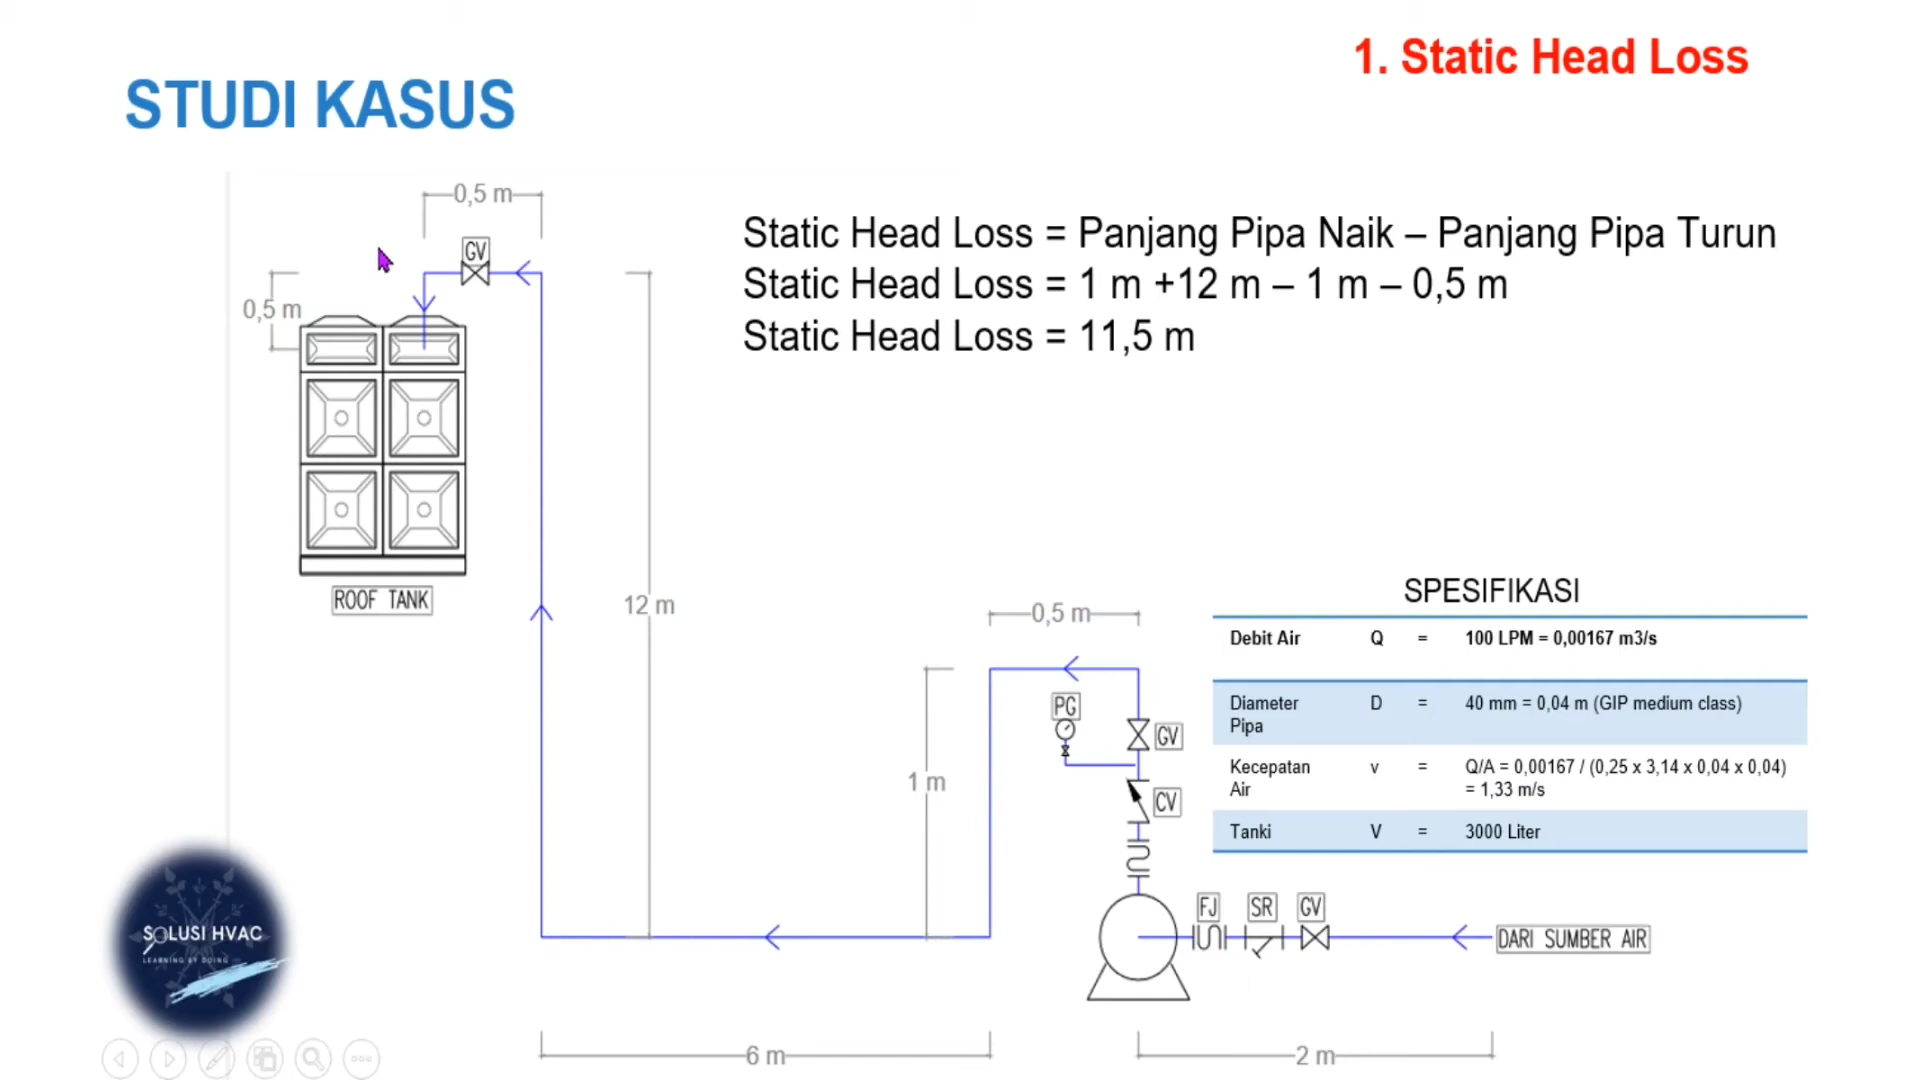 1. Static Head Loss
STUDI KASUS
0,5 m
GV
0,5 m
Static Head Loss = Panjang Pipa Naik – Panjang Pipa Turun
Static Head Loss = 1 m +12 m – 1 m – 0,5 m
Static Head Loss = 11,5 m
ROOF TANK
12 m
0,5 m
PG
GV
1 m
CV
SPESIFIKASI
Debit Air Q = 100 LPM = 0,00167 m3/s
Diameter Pipa D = 40 mm = 0,04 m (GIP medium class)
Kecepatan Air v = Q/A = 0,00167 / (0,25 x 3,14 x 0,04 x 0,04)
= 1,33 m/s
Tanki V = 3000 Liter
FJ SR GV
DARI SUMBER AIR
SOLUSI HVAC
LEARNING BY DOING
6 m
2 m